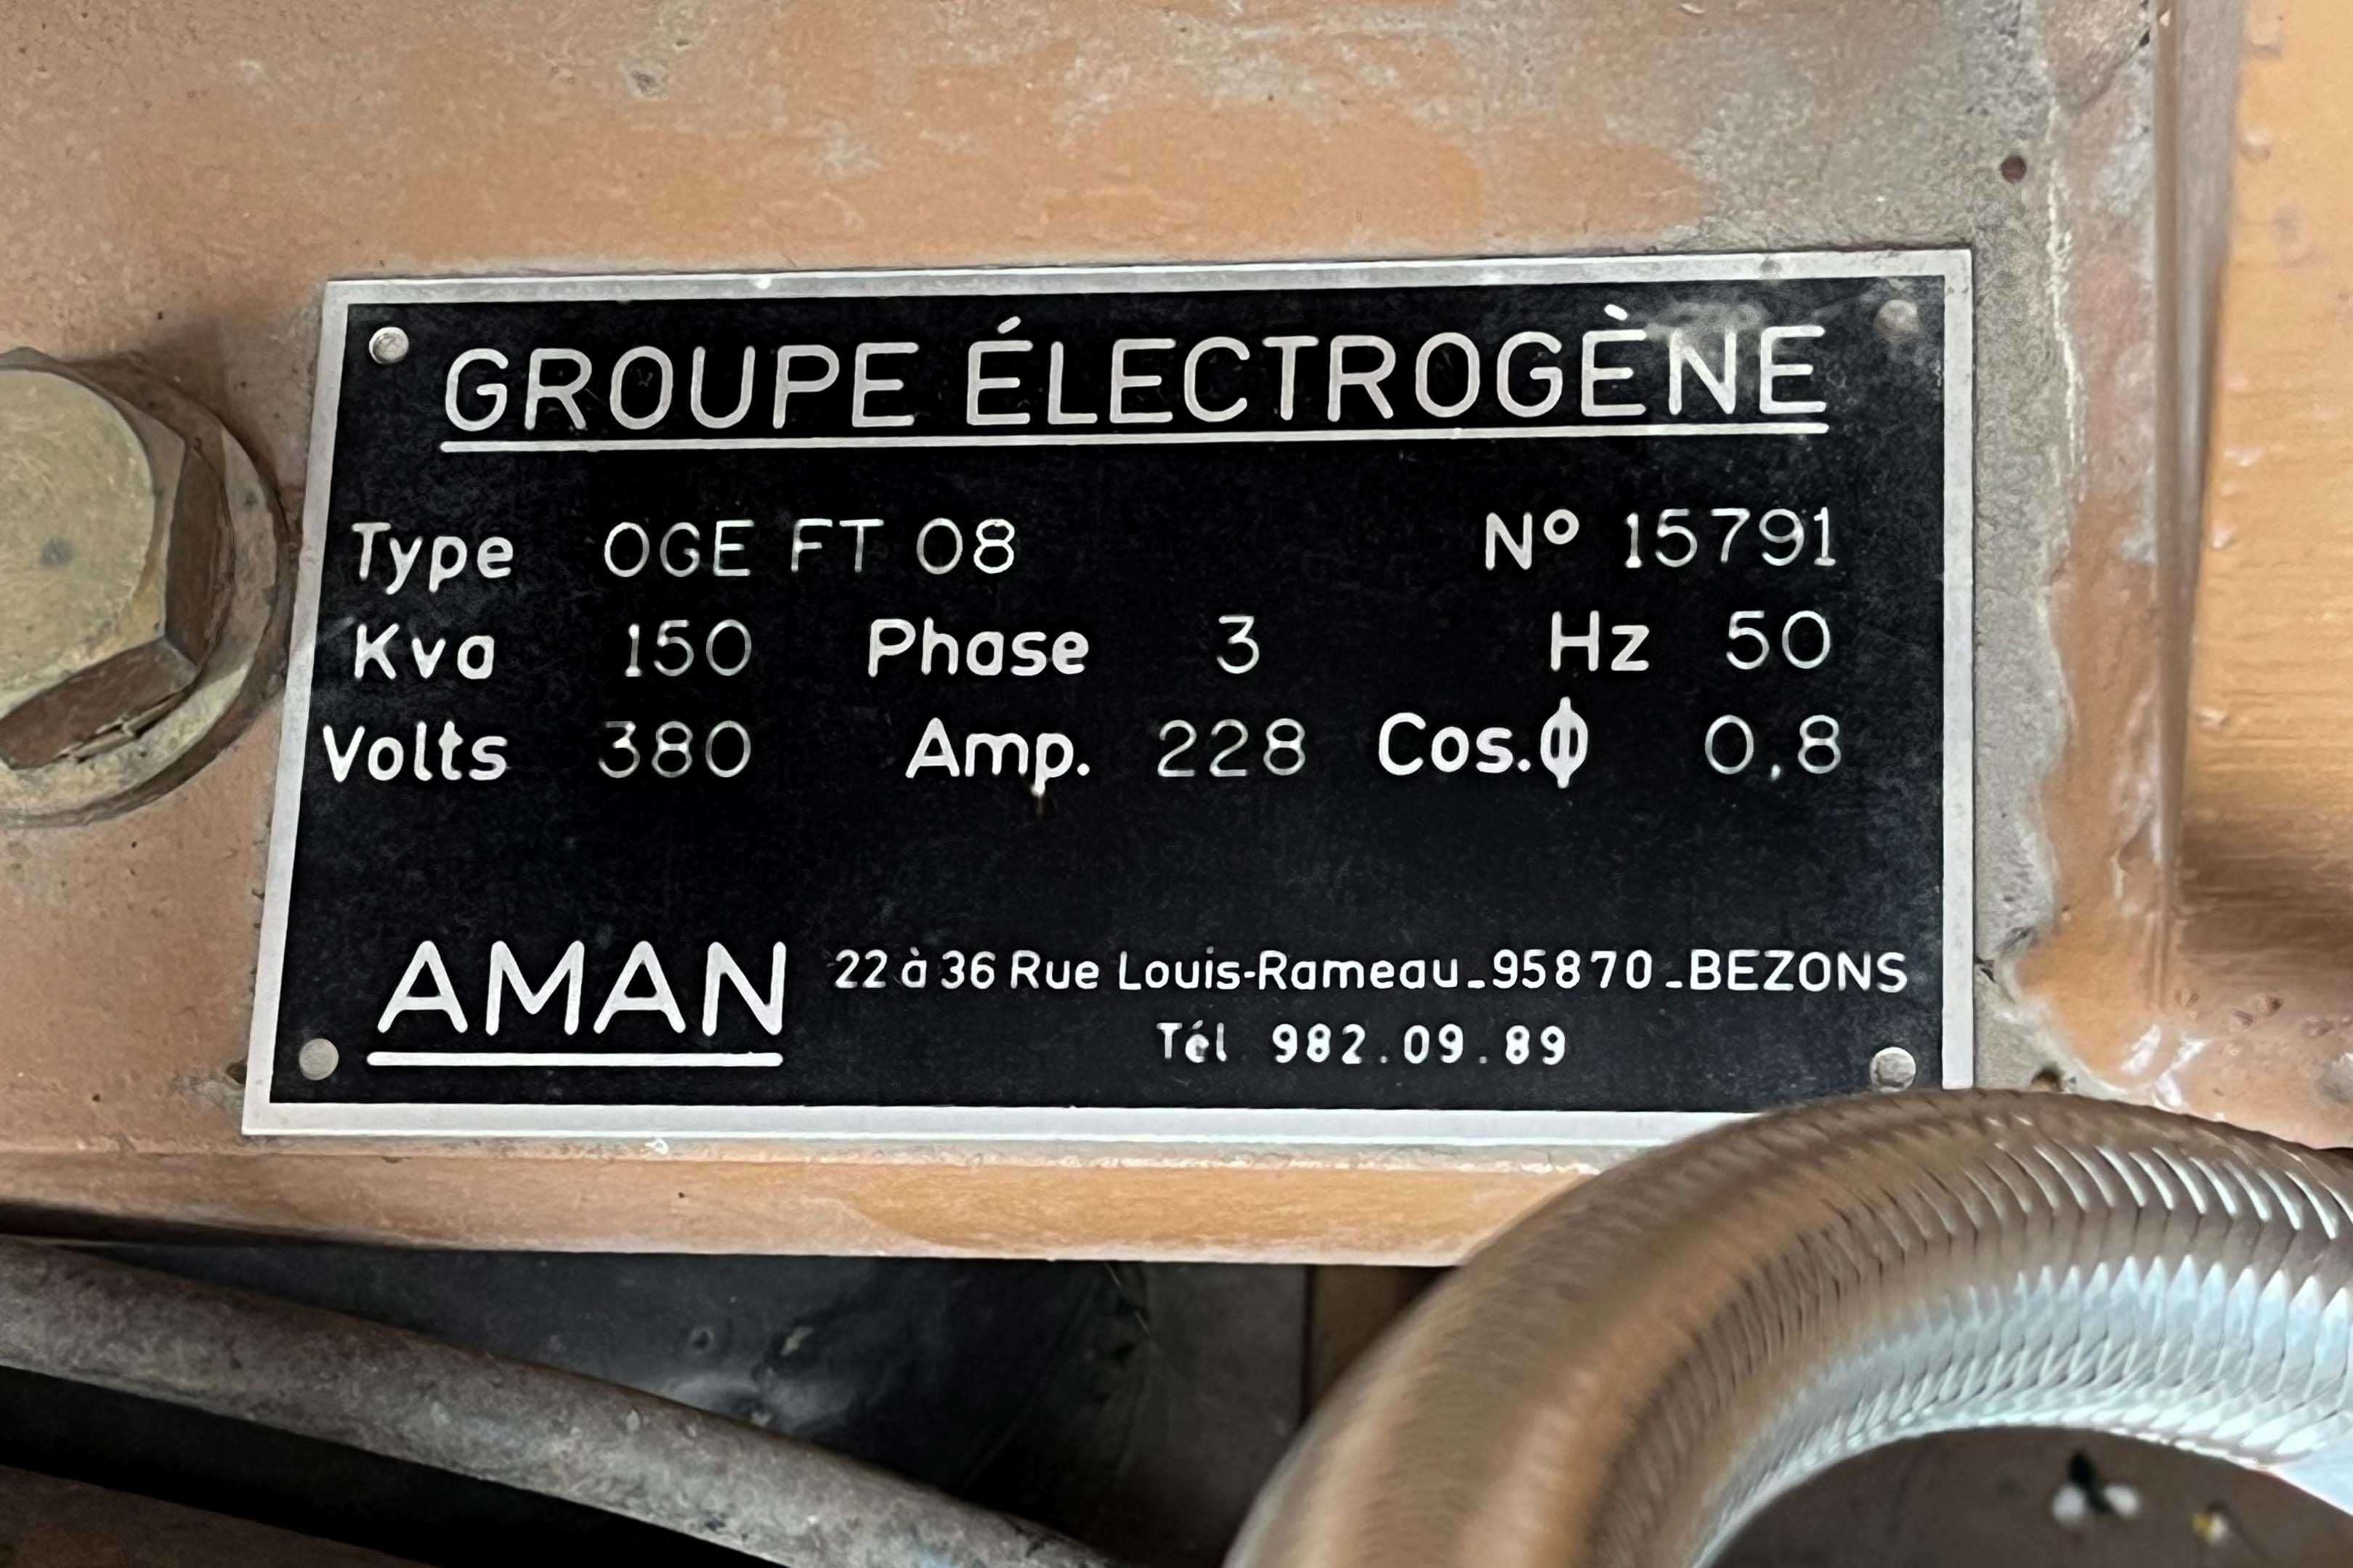 GROUPE ÉLECTROGÈNE
Type OGE FT 08 Nº 15791
Kva 150 Phase 3 Hz 50
Volts 380 Amp. 228 Cos.Φ 0,8
AMAN 22 à 36 Rue Louis-Rameau_95870_BEZONS
Tél 982.09.89